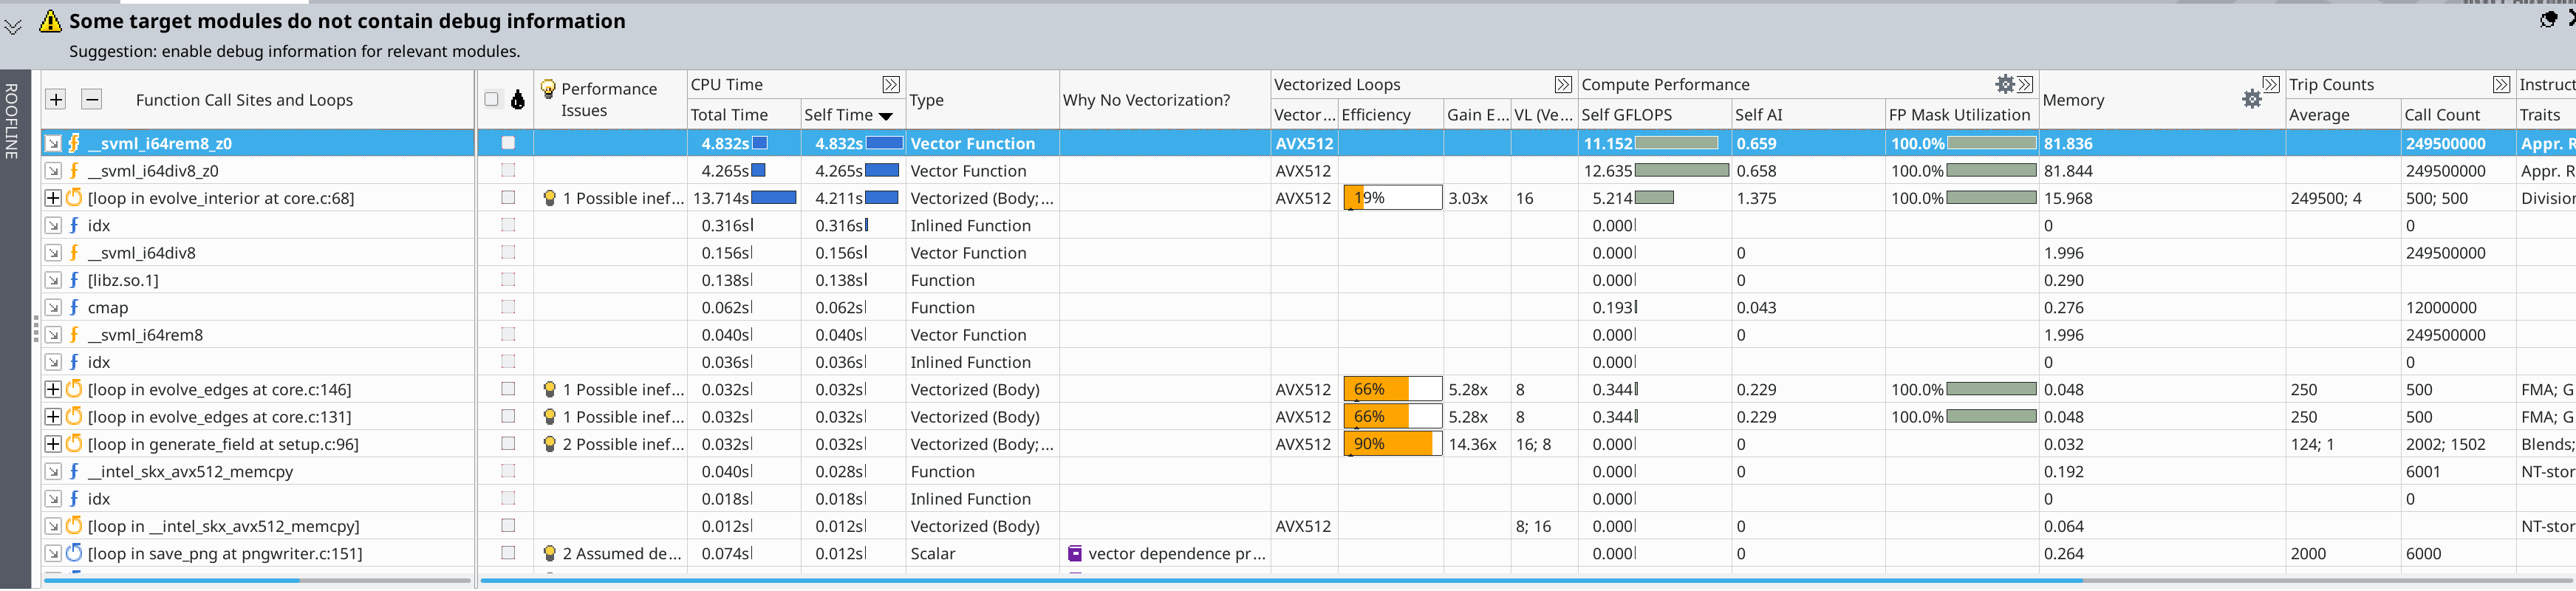 Some target modules do not contain debug information
Suggestion: enable debug information for relevant modules.
ROOFLINE
Function Call Sites and Loops Performance Issues CPU Time Type Why No Vectorization? Vectorized Loops Compute Performance Memory Trip Counts Instruct
Total Time Self Time Vector... Efficiency Gain E... VL (Ve... Self GFLOPS Self AI FP Mask Utilization Average Call Count Traits
__svml_i64rem8_z0 4.832s 4.832s Vector Function AVX512 11.152 0.659 100.0% 81.836 249500000 Appr. R
__svml_i64div8_z0 4.265s 4.265s Vector Function AVX512 12.635 0.658 100.0% 81.844 249500000 Appr. R
[loop in evolve_interior at core.c:68] 1 Possible inef... 13.714s 4.211s Vectorized (Body;... AVX512 19% 3.03x 16 5.214 1.375 100.0% 15.968 249500; 4 500; 500 Division
idx 0.316s 0.316s Inlined Function 0.000 0 0
__svml_i64div8 0.156s 0.156s Vector Function 0.000 0 1.996 249500000
[libz.so.1] 0.138s 0.138s Function 0.000 0 0.290
cmap 0.062s 0.062s Function 0.193 0.043 0.276 12000000
__svml_i64rem8 0.040s 0.040s Vector Function 0.000 0 1.996 249500000
idx 0.036s 0.036s Inlined Function 0.000 0 0
[loop in evolve_edges at core.c:146] 1 Possible inef... 0.032s 0.032s Vectorized (Body) AVX512 66% 5.28x 8 0.344 0.229 100.0% 0.048 250 500 FMA; G
[loop in evolve_edges at core.c:131] 1 Possible inef... 0.032s 0.032s Vectorized (Body) AVX512 66% 5.28x 8 0.344 0.229 100.0% 0.048 250 500 FMA; G
[loop in generate_field at setup.c:96] 2 Possible inef... 0.032s 0.032s Vectorized (Body;... AVX512 90% 14.36x 16; 8 0.000 0 0.032 124; 1 2002; 1502 Blends;
__intel_skx_avx512_memcpy 0.040s 0.028s Function 0.000 0 0.192 6001 NT-stor
idx 0.018s 0.018s Inlined Function 0.000 0 0
[loop in __intel_skx_avx512_memcpy] 0.012s 0.012s Vectorized (Body) AVX512 8; 16 0.000 0 0.064 NT-stor
[loop in save_png at pngwriter.c:151] 2 Assumed de... 0.074s 0.012s Scalar vector dependence pr... 0.000 0 0.264 2000 6000